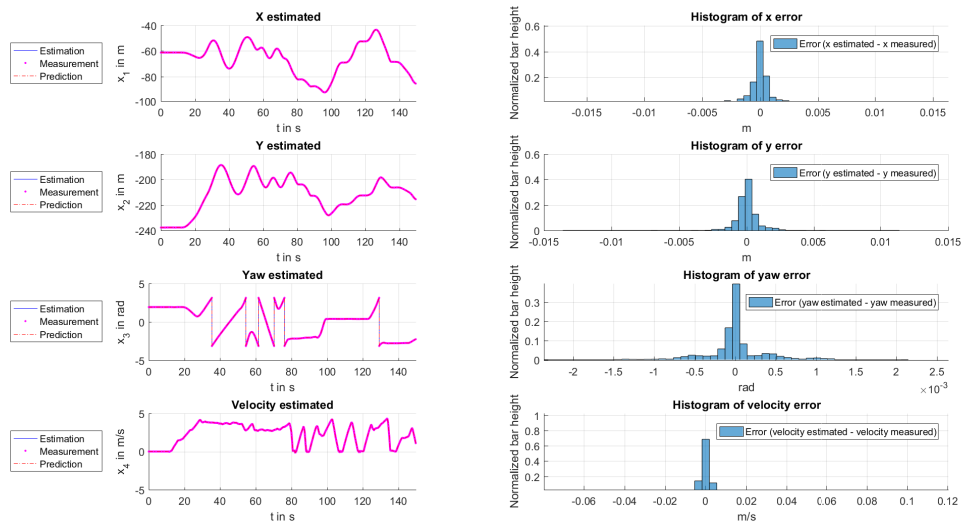 X estimated
Estimation
Measurement
Prediction
x1 in m
-40
-60
-80
-100
0 20 40 60 80 100 120 140
t in s
Histogram of x error
Normalized bar height
0.6
0.4
0.2
Error (x estimated - x measured)
-0.015 -0.01 -0.005 0 0.005 0.01 0.015
m
Y estimated
Estimation
Measurement
Prediction
x2 in m
-180
-200
-220
-240
0 20 40 60 80 100 120 140
t in s
Histogram of y error
Normalized bar height
0.6
0.4
0.2
0
Error (y estimated - y measured)
-0.015 -0.01 -0.005 0 0.005 0.01 0.015
m
Yaw estimated
Estimation
Measurement
Prediction
x3 in rad
5
0
-5
0 20 40 60 80 100 120 140
t in s
Histogram of yaw error
Normalized bar height
0.3
0.2
0.1
0
Error (yaw estimated - yaw measured)
-2 -1.5 -1 -0.5 0 0.5 1 1.5 2 2.5
rad
×10-3
Velocity estimated
Estimation
Measurement
Prediction
x4 in m/s
5
0
-5
0 20 40 60 80 100 120 140
t in s
Histogram of velocity error
Normalized bar height
1
0.8
0.6
0.4
0.2
Error (velocity estimated - velocity measured)
-0.06 -0.04 -0.02 0 0.02 0.04 0.06 0.08 0.1 0.12
m/s